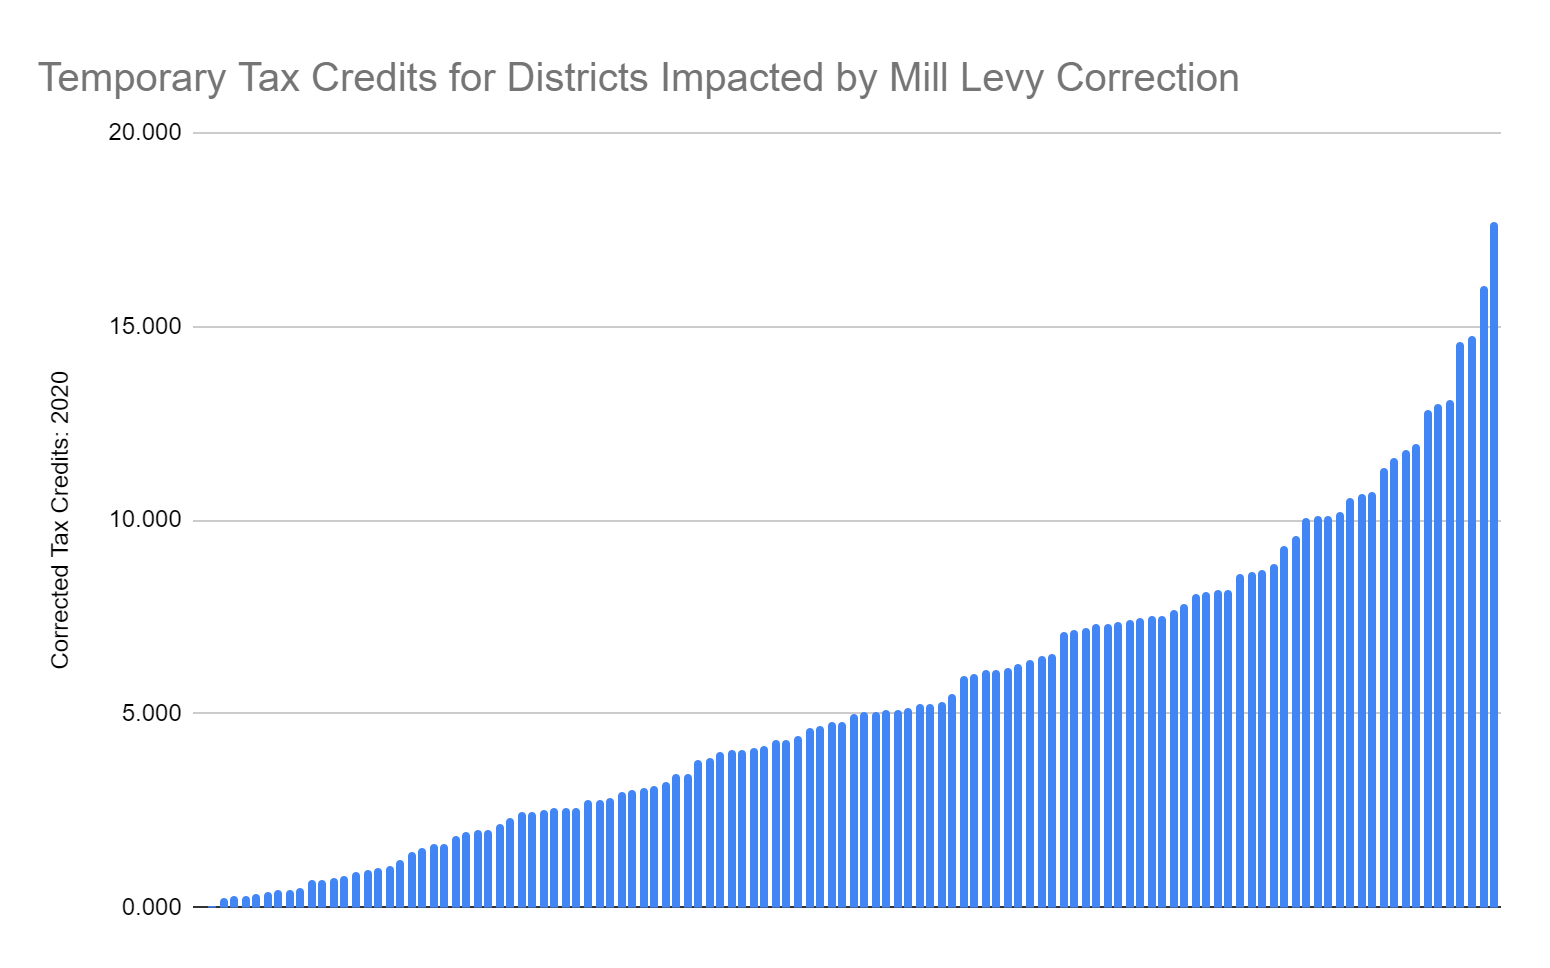 Temporary Tax Credits for Districts Impacted by Mill Levy Correction
20.000
15.000
10.000
5.000
0.000
Corrected Tax Credits: 2020